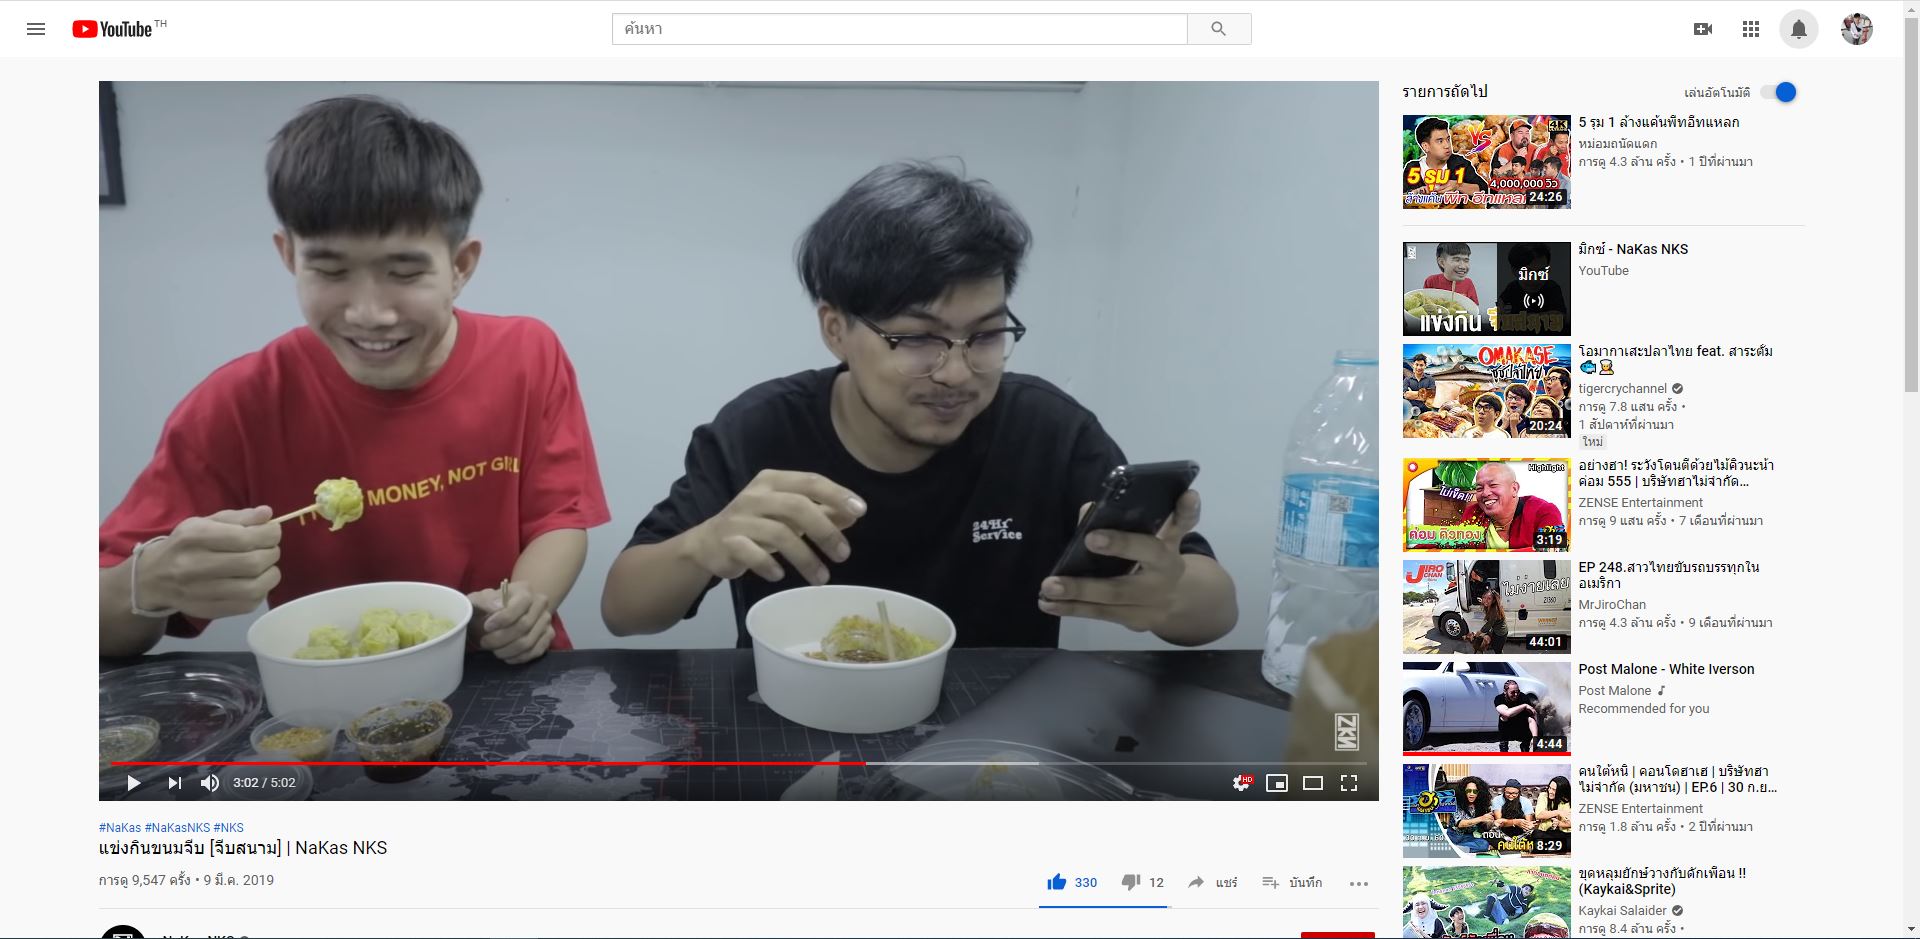 YouTube TH
ค้นหา
MONEY, NOT GIRL
24Hr
Service
NKS
3:02 / 5:02
HD
#NaKas #NaKasNKS #NKS
แข่งกินขนมจีบ [จีบสนาม] | NaKas NKS
การดู 9,547 ครั้ง • 9 มี.ค. 2019
330
12
แชร์
บันทึก
รายการถัดไป
เล่นอัตโนมัติ
VS
4K
5 รุม 1
4,000,000 วิว
24:26
5 รุม 1 ล้างแค้นพีทอีทแหลก
หม่อมถนัดแดก
การดู 4.3 ล้าน ครั้ง • 1 ปีที่ผ่านมา
มิกซ์
แข่งกิน
มิกซ์ - NaKas NKS
YouTube
OMAKASE
20:24
โอมากาเสะปลาไทย feat. สาระตั้ม
🐟👨‍🍳
tigercrychannel
การดู 7.8 แสน ครั้ง •
1 สัปดาห์ที่ผ่านมา
ใหม่
Highlight
ค่อม คิวทอง
3:19
อย่างฮา! ระวังโดนตีด้วยไม้คิวนะน้า
ค่อม 555 | บริษัทฮาไม่จำกัด...
ZENSE Entertainment
การดู 9 แสน ครั้ง • 7 เดือนที่ผ่านมา
JIRO
CHAN
ไม่ง่ายเลย
44:01
EP 248.สาวไทยขับรถบรรทุกใน
อเมริกา
MrJiroChan
การดู 4.3 ล้าน ครั้ง • 9 เดือนที่ผ่านมา
4:44
Post Malone - White Iverson
Post Malone
Recommended for you
ตอน
8:29
คนใต้หนิ | คอนโดฮาเฮ | บริษัทฮา
ไม่จำกัด (มหาชน) | EP.6 | 30 ก.ย...
ZENSE Entertainment
การดู 1.8 ล้าน ครั้ง • 2 ปีที่ผ่านมา
ขุดหลุมยักษ์วางกับดักเพื่อน !!
(Kaykai&Sprite)
Kaykai Salaider
การดู 8.4 ล้าน ครั้ง •